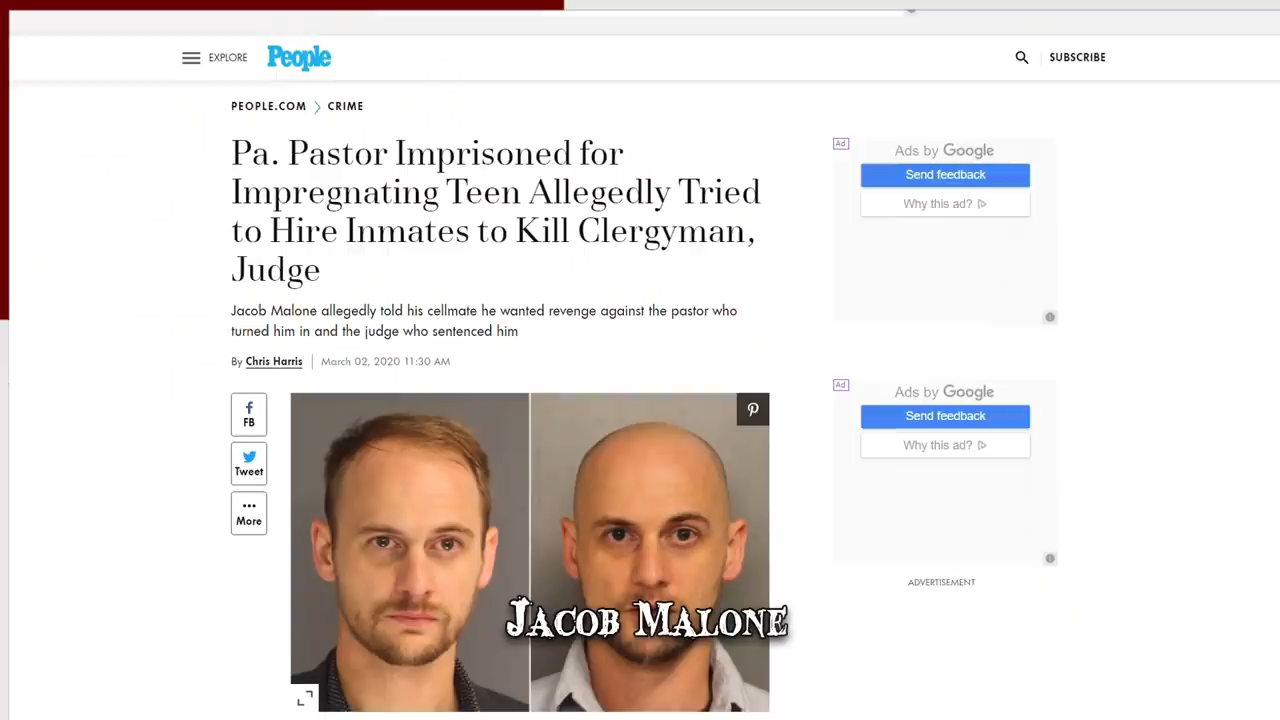 EXPLORE
People
SUBSCRIBE
PEOPLE.COM > CRIME
Pa. Pastor Imprisoned for
Impregnating Teen Allegedly Tried
to Hire Inmates to Kill Clergyman,
Judge
Jacob Malone allegedly told his cellmate he wanted revenge against the pastor who
turned him in and the judge who sentenced him
By Chris Harris | March 02, 2020 11:30 AM
FB
Tweet
More
JACOB MALONE
Ad
Ads by Google
Send feedback
Why this ad?
Ad
Ads by Google
Send feedback
Why this ad?
ADVERTISEMENT